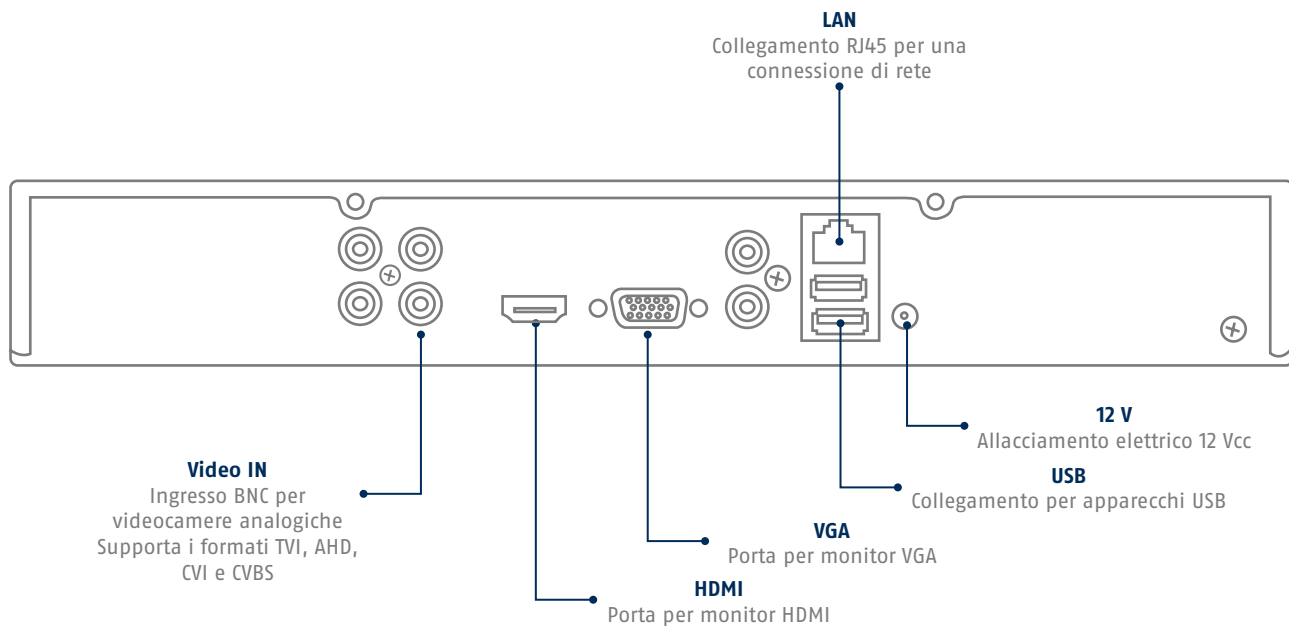 LAN
Collegamento RJ45 per una
connessione di rete
12 V
Allacciamento elettrico 12 Vcc
Video IN
Ingresso BNC per
videocamere analogiche
Supporta i formati TVI, AHD,
CVI e CVBS
USB
Collegamento per apparecchi USB
VGA
Porta per monitor VGA
HDMI
Porta per monitor HDMI